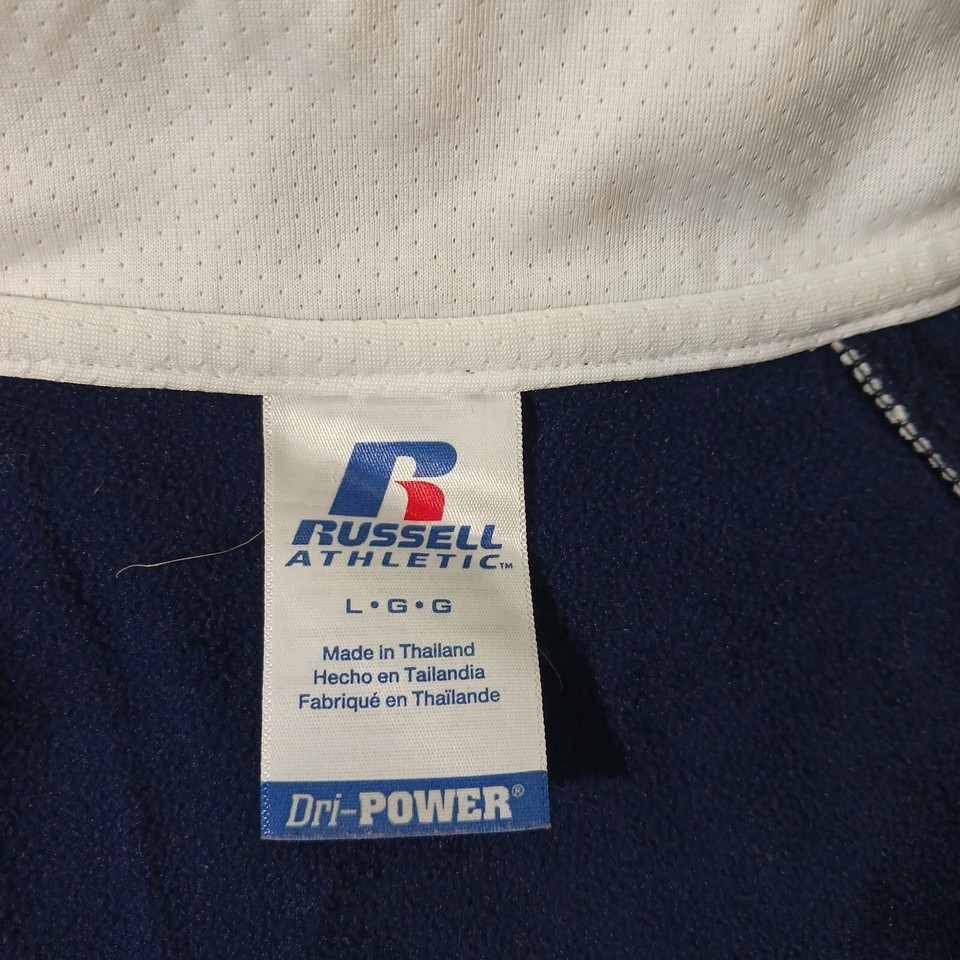 RUSSELL
ATHLETIC™
L•G•G
Made in Thailand
Hecho en Tailandia
Fabriqué en Thaïlande
Dri-POWER®